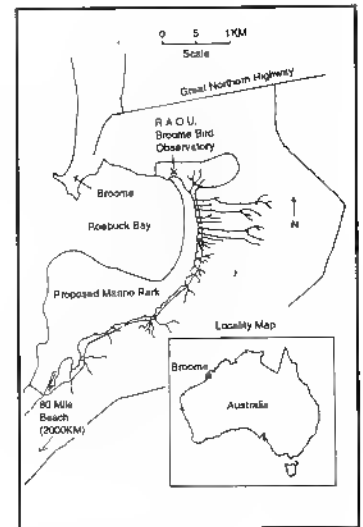 0 5 1KM
Scale
Great Northern Highway
R A O U.
Broome Bird
Observatory
Broome
Roebuck Bay
N
Proposed Marine Park
Locality Map
Broome
Australia
80 Mile
Beach
(2000KM)